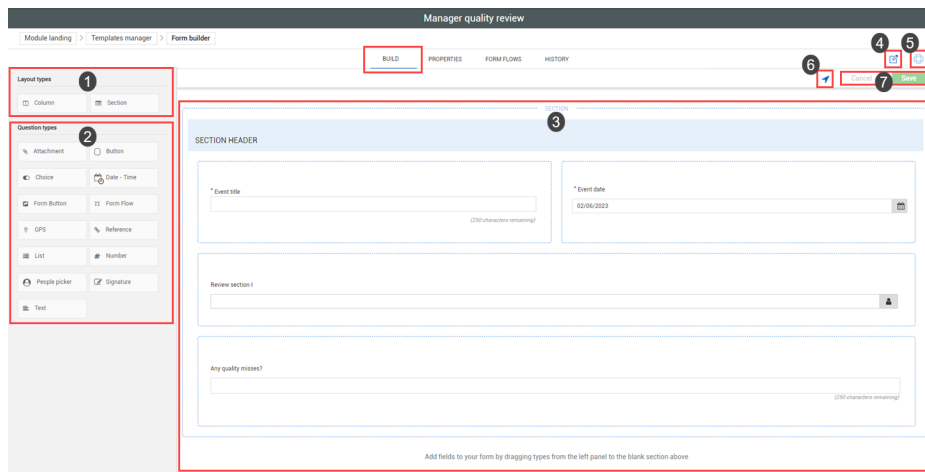 Manager quality review
Module landing > Templates manager > Form builder
BUILD PROPERTIES FORM FLOWS HISTORY
4 5
6
Cancel Save
7
Layout types
1
Column Section
Question types
2
Attachment Button
Choice Date - Time
Form Button Form Flow
GPS Reference
List # Number
People picker Signature
Text
SECTION
3
SECTION HEADER
* Event title
(250 characters remaining)
* Event date
02/06/2023
Review section I
Any quality misses?
(250 characters remaining)
Add fields to your form by dragging types from the left panel to the blank section above